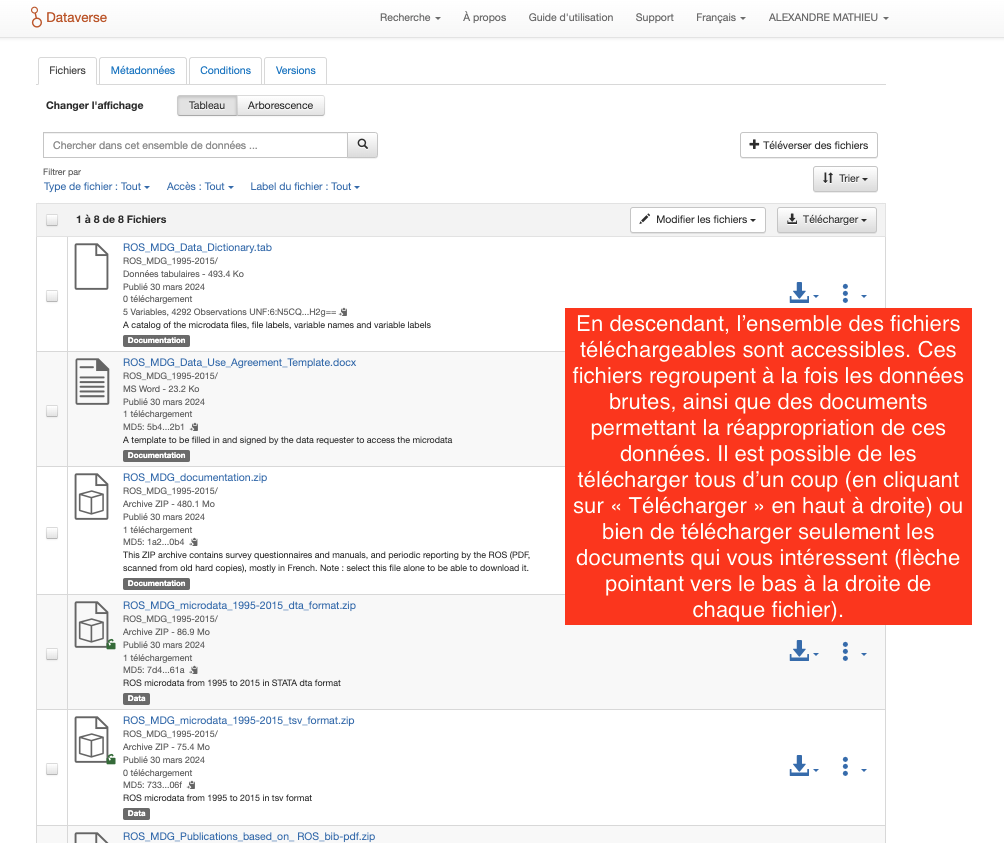 Dataverse
Recherche À propos Guide d'utilisation Support Français ALEXANDRE MATHIEU
Fichiers Métadonnées Conditions Versions
Changer l'affichage Tableau Arborescence
Chercher dans cet ensemble de données ...
Téléverser des fichiers
Filtrer par
Type de fichier : Tout Accès : Tout Label du fichier : Tout
Trier
1 à 8 de 8 Fichiers
Modifier les fichiers
Télécharger
ROS_MDG_Data_Dictionary.tab
ROS_MDG_1995-2015/
Données tabulaires - 493.4 Ko
Publié 30 mars 2024
0 téléchargement
5 Variables, 4292 Observations UNF:6:N5CQ...H2g==
A catalog of the microdata files, file labels, variable names and variable labels
Documentation
ROS_MDG_Data_Use_Agreement_Template.docx
ROS_MDG_1995-2015/
MS Word - 23.2 Ko
Publié 30 mars 2024
1 téléchargement
MD5: 5b4...2b1
A template to be filled in and signed by the data requester to access the microdata
Documentation
ROS_MDG_documentation.zip
ROS_MDG_1995-2015/
Archive ZIP - 480.1 Mo
Publié 30 mars 2024
1 téléchargement
MD5: 1a2...0b4
This ZIP archive contains survey questionnaires and manuals, and periodic reporting by the ROS (PDF,
scanned from old hard copies), mostly in French. Note : select this file alone to be able to download it.
Documentation
ROS_MDG_microdata_1995-2015_dta_format.zip
ROS_MDG_1995-2015/
Archive ZIP - 86.9 Mo
Publié 30 mars 2024
1 téléchargement
MD5: 7d4...61a
ROS microdata from 1995 to 2015 in STATA dta format
Data
ROS_MDG_microdata_1995-2015_tsv_format.zip
ROS_MDG_1995-2015/
Archive ZIP - 75.4 Mo
Publié 30 mars 2024
0 téléchargement
MD5: 733...06f
ROS microdata from 1995 to 2015 in tsv format
Data
ROS_MDG_Publications_based_on_ ROS_bib-pdf.zip
En descendant, l’ensemble des fichiers
téléchargeables sont accessibles. Ces
fichiers regroupent à la fois les données
brutes, ainsi que des documents
permettant la réappropriation de ces
données. Il est possible de les
télécharger tous d’un coup (en cliquant
sur « Télécharger » en haut à droite) ou
bien de télécharger seulement les
documents qui vous intéressent (flèche
pointant vers le bas à la droite de
chaque fichier).